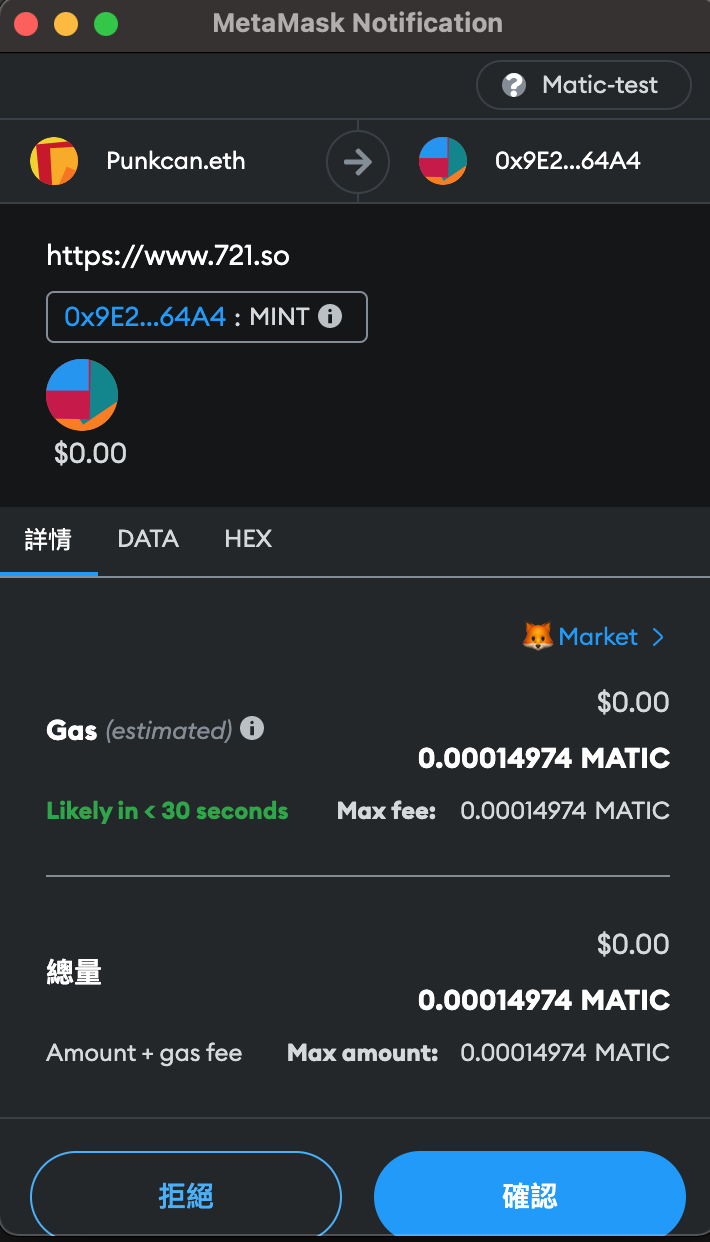 MetaMask Notification
Matic-test
Punkcan.eth
0x9E2...64A4
https://www.721.so
0x9E2...64A4 : MINT
$0.00
詳情 DATA HEX
Market
$0.00
Gas (estimated)
0.00014974 MATIC
Likely in < 30 seconds Max fee: 0.00014974 MATIC
$0.00
總量
0.00014974 MATIC
Amount + gas fee Max amount: 0.00014974 MATIC
拒絕 確認